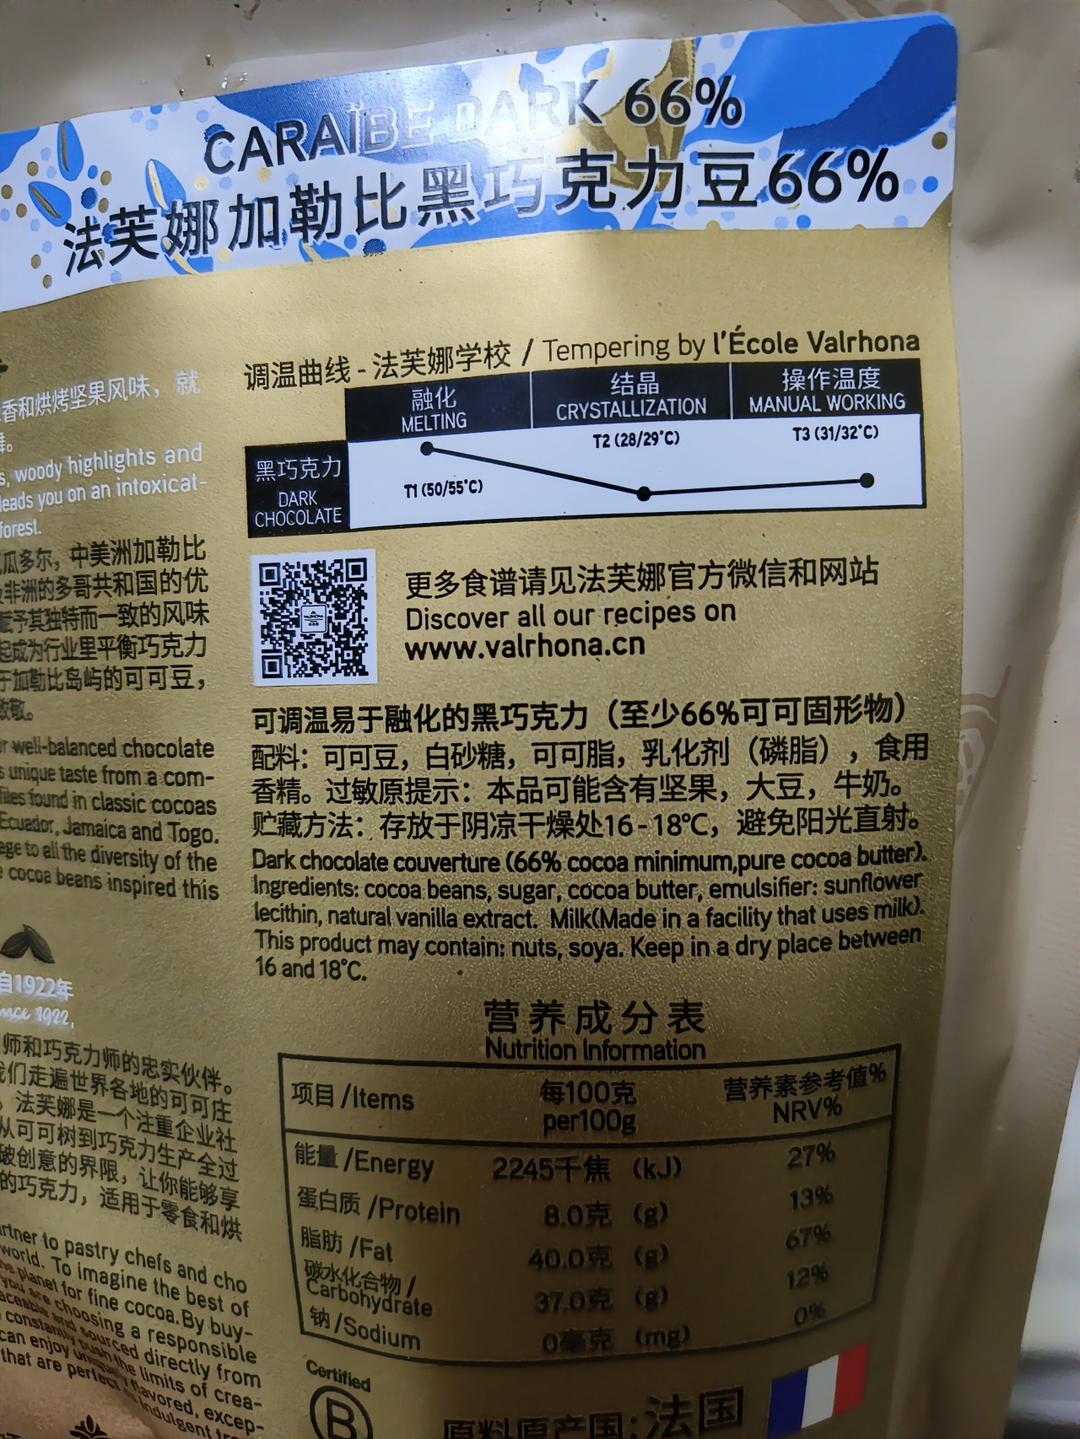 CARAÏBE DARK 66%
法芙娜加勒比黑巧克力豆66%
香和烘烤坚果风味，就
woody highlights and
leads you on an intoxicat-
forest.
瓜多尔，中美洲加勒比
非洲的多哥共和国的优
赋予其独特而一致的风味
起成为行业里平衡巧克力
于加勒比岛屿的可可豆，
致敬。
well-balanced chocolate
unique taste from a com-
found in classic cocoas
Ecuador, Jamaica and Togo.
to all the diversity of the
cocoa beans inspired this
自1922年
1922,
师和巧克力师的忠实伙伴。
们走遍世界各地的可可庄
，法芙娜是一个注重企业社
从可可树到巧克力生产全过
破创意的界限，让你能够享
的巧克力，适用于零食和烘
to pastry chefs and cho
world. To imagine the best of
planet for fine cocoa. By buy-
you are choosing a responsible
and sourced directly from
constantly push the limits of crea-
can enjoy flavored, excep-
that are perfect indulgent
调温曲线 - 法芙娜学校 / Tempering by l'École Valrhona
融化 结晶 操作温度
MELTING CRYSTALLIZATION MANUAL WORKING
黑巧克力
DARK
CHOCOLATE
T1 (50/55°C) T2 (28/29°C) T3 (31/32°C)
更多食谱请见法芙娜官方微信和网站
Discover all our recipes on
www.valrhona.cn
可调温易于融化的黑巧克力（至少66%可可固形物）
配料：可可豆，白砂糖，可可脂，乳化剂（磷脂），食用
香精。过敏原提示：本品可能含有坚果，大豆，牛奶。
贮藏方法：存放于阴凉干燥处16-18℃，避免阳光直射。
Dark chocolate couverture (66% cocoa minimum,pure cocoa butter).
Ingredients: cocoa beans, sugar, cocoa butter, emulsifier: sunflower
lecithin, natural vanilla extract. Milk(Made in a facility that uses milk).
This product may contain: nuts, soya. Keep in a dry place between
16 and 18°C.
营养成分表
Nutrition Information
项目/Items 每100克 per100g 营养素参考值% NRV%
能量/Energy 2245千焦 (kJ) 27%
蛋白质/Protein 8.0克 (g) 13%
脂肪/Fat 40.0克 (g) 67%
碳水化合物/Carbohydrate 37.0克 (g) 12%
钠/Sodium 0毫克 (mg) 0%
Certified
B
原料原产国：法国